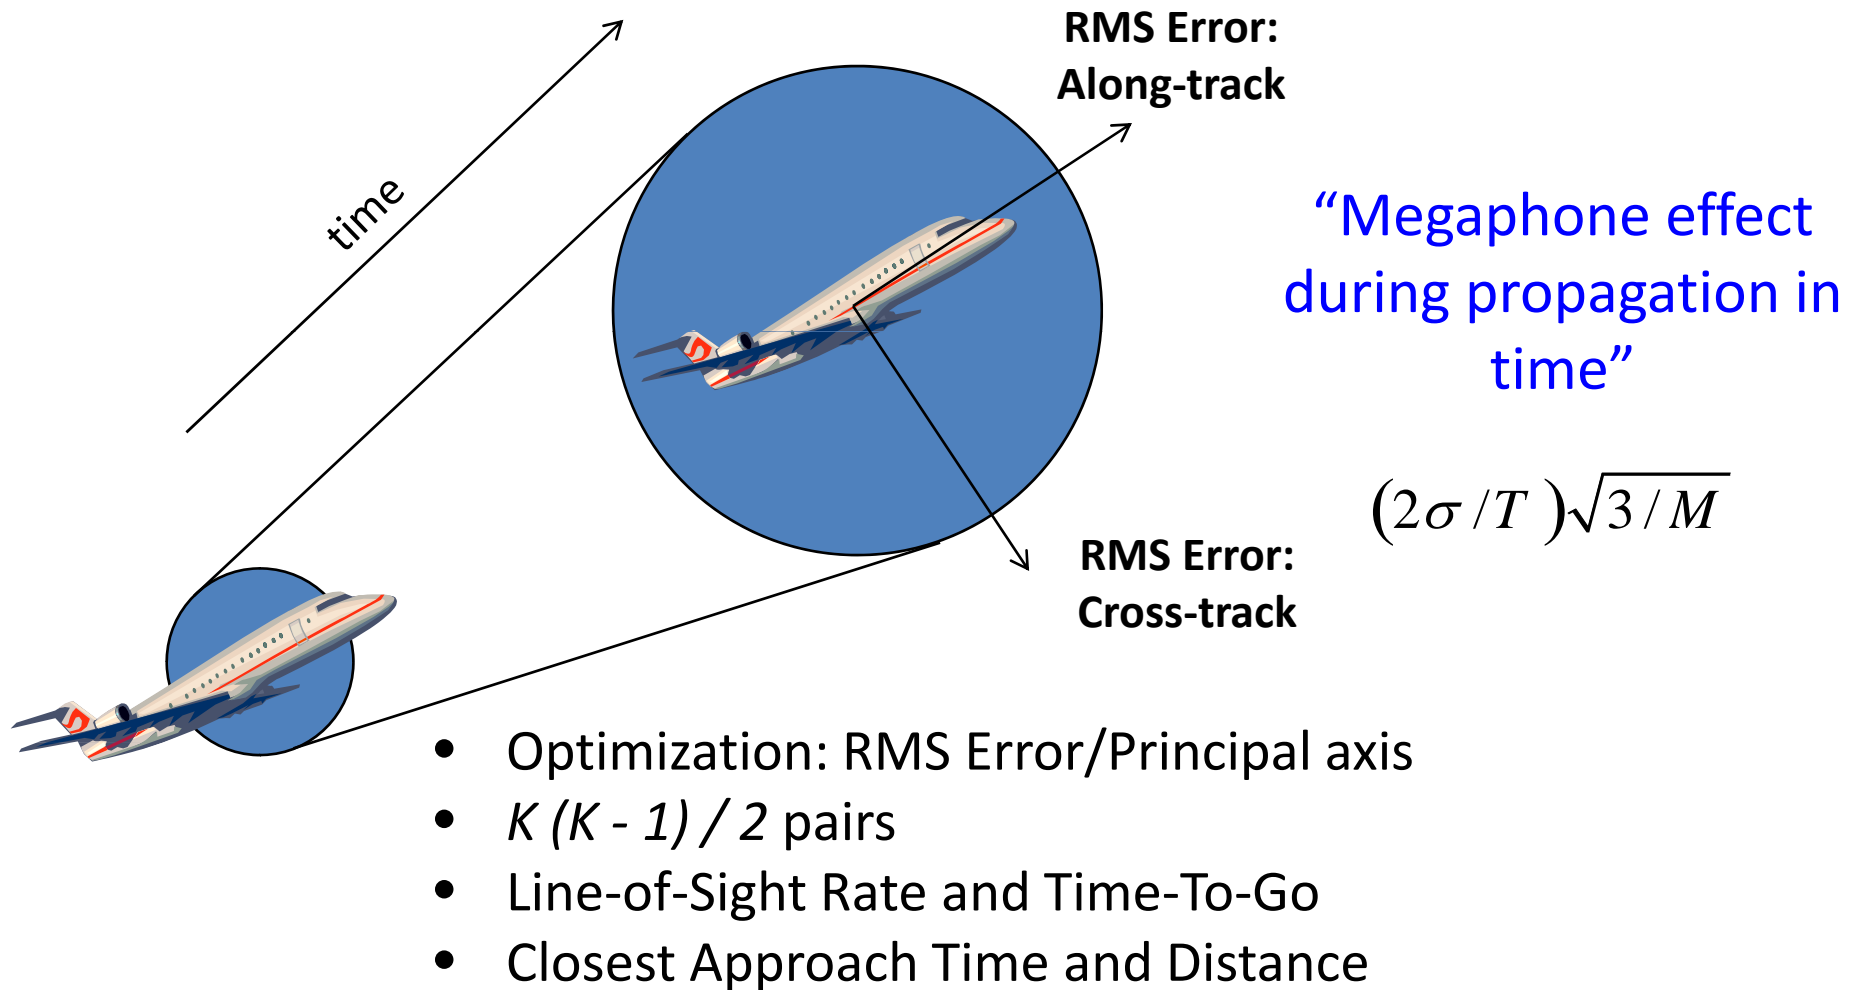 RMS Error:
Along-track
time
“Megaphone effect
during propagation in
time”
(2σ/T)√3/M
RMS Error:
Cross-track
• Optimization: RMS Error/Principal axis
• K (K - 1) / 2 pairs
• Line-of-Sight Rate and Time-To-Go
• Closest Approach Time and Distance